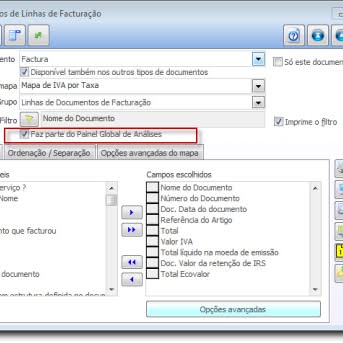 os de Linhas de Facturação
ento Factura
Só este documen
Disponível também nos outros tipos de documentos
mapa Mapa de IVA por Taxa
Grupo Linhas de Documentos de Facturação
Filtro Nome do Documento
Imprime o filtro
Faz parte do Painel Global de Análises
Ordenação / Separação Opções avançadas do mapa
eis Campos escolhidos
erviço ? Nome do Documento
Nome Número do Documento
Doc. Data do documento
Referência do Artigo
nto que facturou Total
Valor IVA
Total líquido na moeda de emissão
documento Doc. Valor da retenção de IRS
Total Ecovalor
Opções avançadas